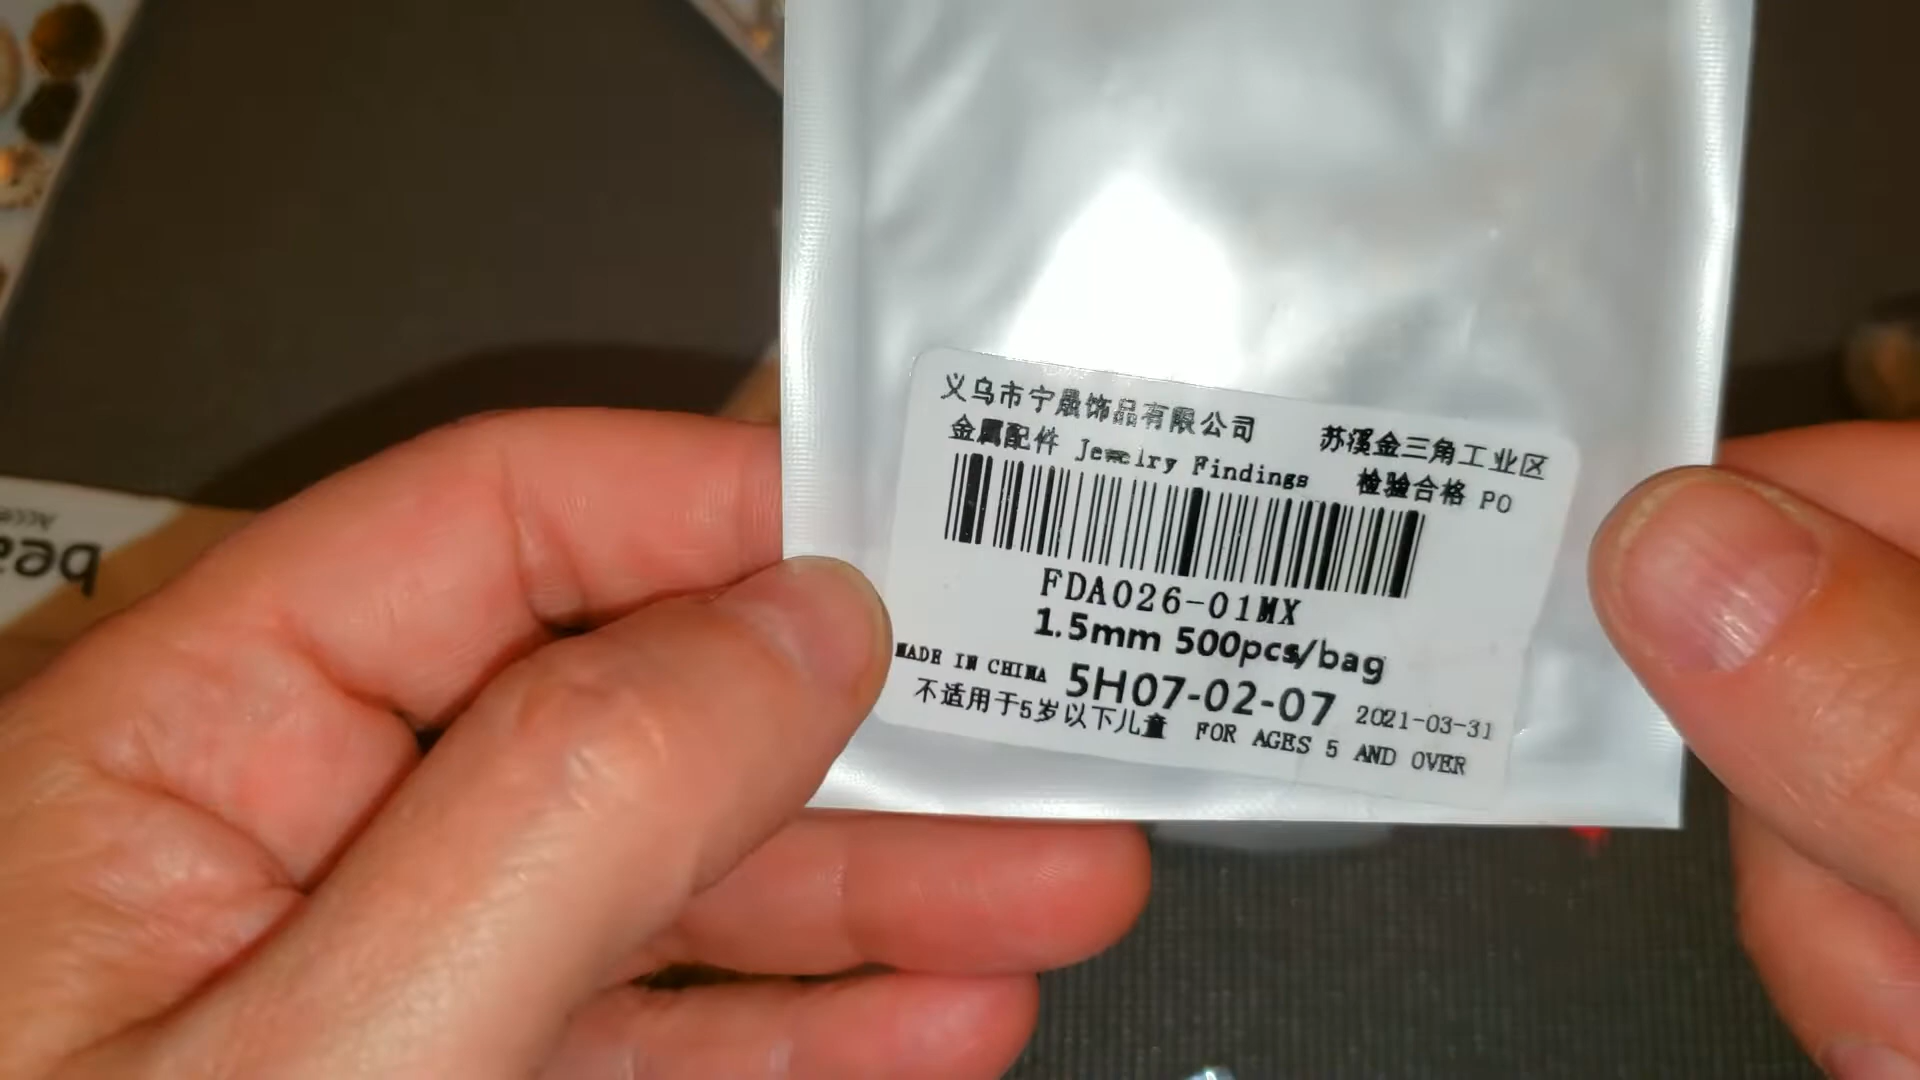 义乌市宁晟饰品有限公司 苏溪金三角工业区
金属配件 Jewelry Findings 检验合格 PO
FDA026-01MX
1.5mm 500pcs/bag
MADE IN CHINA 5H07-02-07 2021-03-31
不适用于5岁以下儿童 FOR AGES 5 AND OVER